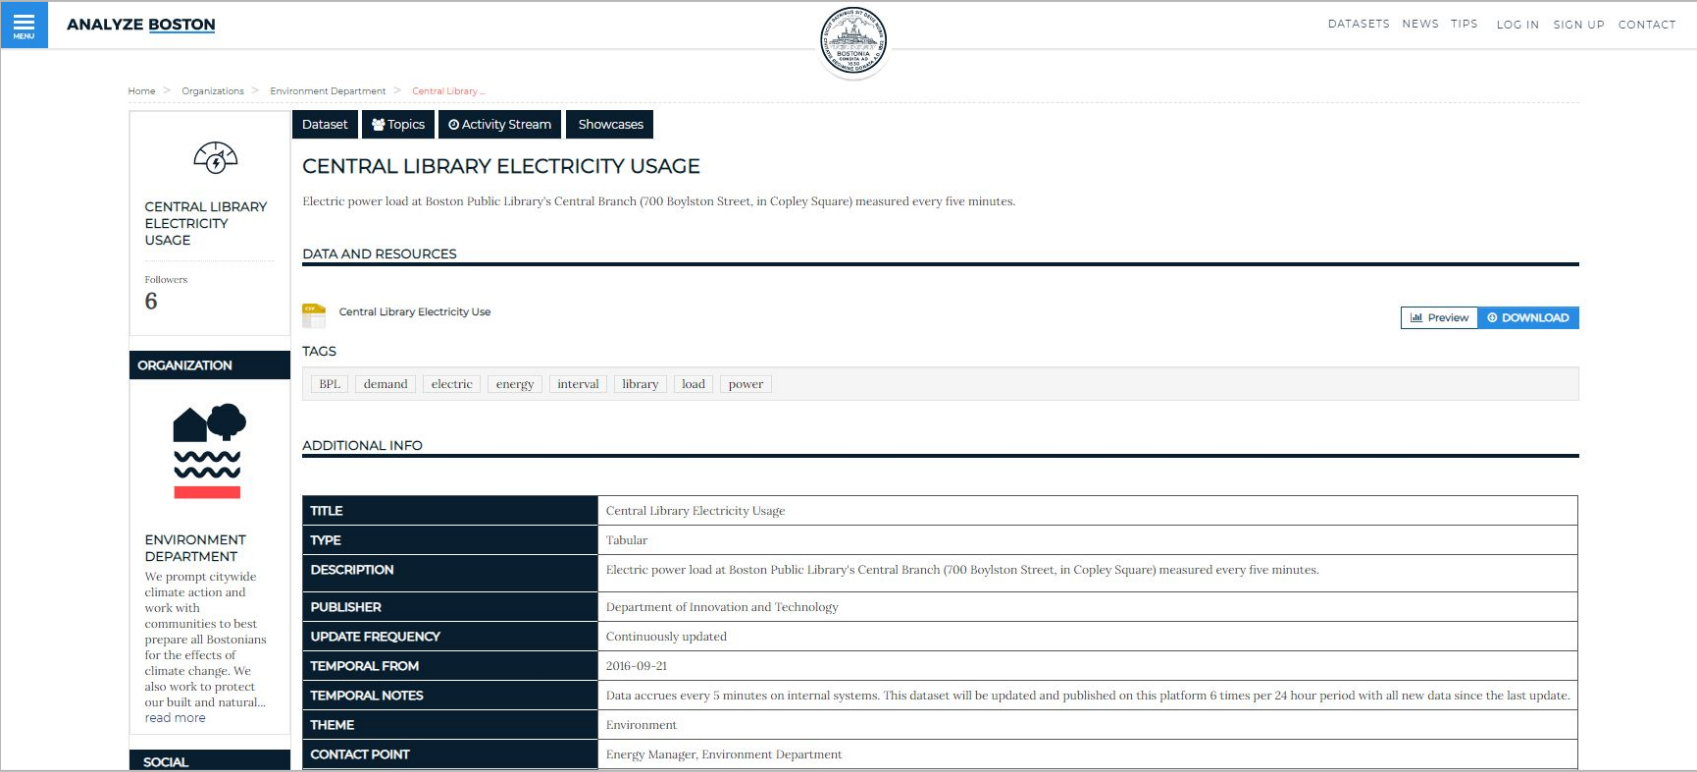 MENU
ANALYZE BOSTON
BOSTONIA
CONDITA AD
1630
DATASETS NEWS TIPS LOG IN SIGN UP CONTACT
Home > Organizations > Environment Department > Central Library ...
Dataset Topics Activity Stream Showcases
CENTRAL LIBRARY ELECTRICITY USAGE
Electric power load at Boston Public Library's Central Branch (700 Boylston Street, in Copley Square) measured every five minutes.
CENTRAL LIBRARY
ELECTRICITY
USAGE
Followers
6
DATA AND RESOURCES
CSV
Central Library Electricity Use
Preview DOWNLOAD
TAGS
BPL demand electric energy interval library load power
ORGANIZATION
ENVIRONMENT
DEPARTMENT
We prompt citywide
climate action and
work with
communities to best
prepare all Bostonians
for the effects of
climate change. We
also work to protect
our built and natural...
read more
SOCIAL
ADDITIONAL INFO
TITLE Central Library Electricity Usage
TYPE Tabular
DESCRIPTION Electric power load at Boston Public Library's Central Branch (700 Boylston Street, in Copley Square) measured every five minutes.
PUBLISHER Department of Innovation and Technology
UPDATE FREQUENCY Continuously updated
TEMPORAL FROM 2016-09-21
TEMPORAL NOTES Data accrues every 5 minutes on internal systems. This dataset will be updated and published on this platform 6 times per 24 hour period with all new data since the last update.
THEME Environment
CONTACT POINT Energy Manager, Environment Department